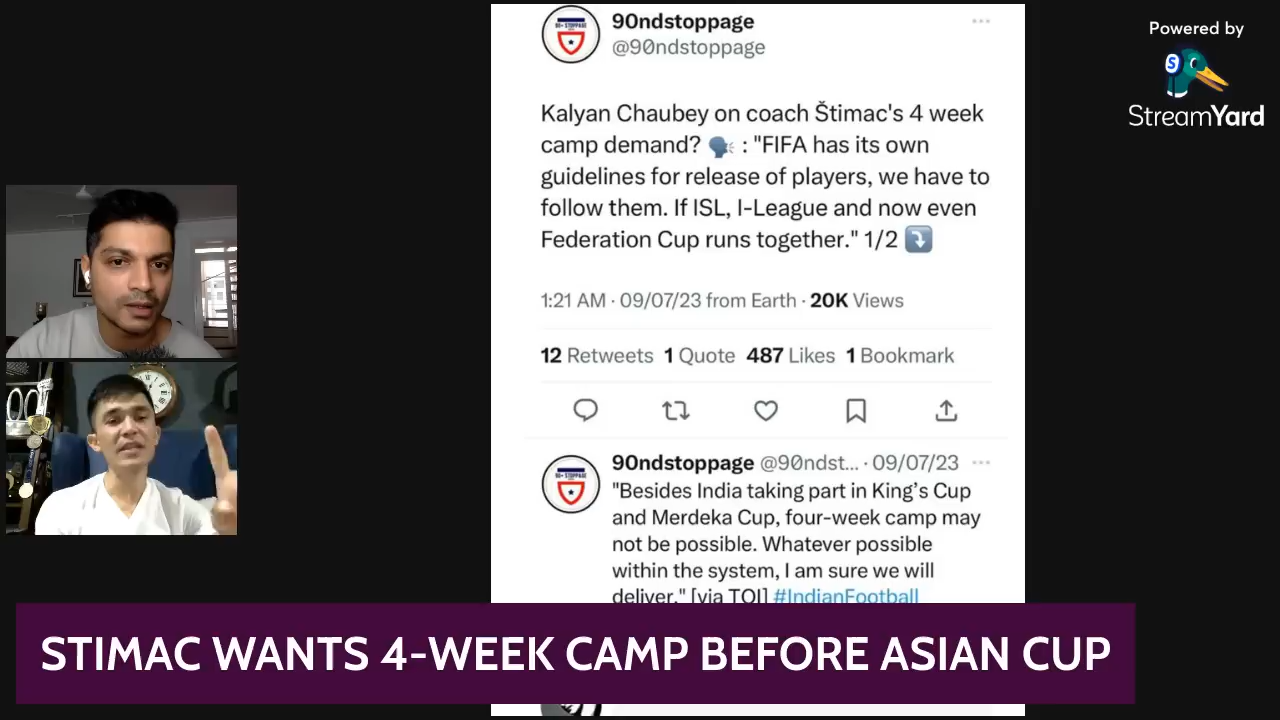 90ndstoppage
@90ndstoppage
Kalyan Chaubey on coach Štimac's 4 week
camp demand? 🗣️ : "FIFA has its own
guidelines for release of players, we have to
follow them. If ISL, I-League and now even
Federation Cup runs together." 1/2 ⤵️
1:21 AM · 09/07/23 from Earth · 20K Views
12 Retweets 1 Quote 487 Likes 1 Bookmark
90ndstoppage @90ndst... · 09/07/23
"Besides India taking part in King's Cup
and Merdeka Cup, four-week camp may
not be possible. Whatever possible
within the system, I am sure we will
deliver." [via TOI] #IndianFootball
STIMAC WANTS 4-WEEK CAMP BEFORE ASIAN CUP
Powered by
S
StreamYard